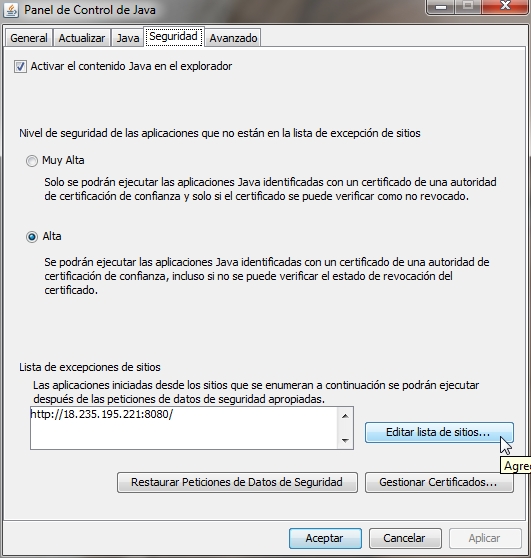 Panel de Control de Java
General Actualizar Java Seguridad Avanzado
Activar el contenido Java en el explorador
Nivel de seguridad de las aplicaciones que no están en la lista de excepción de sitios
Muy Alta
Solo se podrán ejecutar las aplicaciones Java identificadas con un certificado de una autoridad
de certificación de confianza y solo si el certificado se puede verificar como no revocado.
Alta
Se podrán ejecutar las aplicaciones Java identificadas con un certificado de una autoridad de
certificación de confianza, incluso si no se puede verificar el estado de revocación del
certificado.
Lista de excepciones de sitios
Las aplicaciones iniciadas desde los sitios que se enumeran a continuación se podrán ejecutar
después de las peticiones de datos de seguridad apropiadas.
http://18.235.195.221:8080/
Editar lista de sitios...
Agre
Restaurar Peticiones de Datos de Seguridad Gestionar Certificados...
Aceptar Cancelar Aplicar